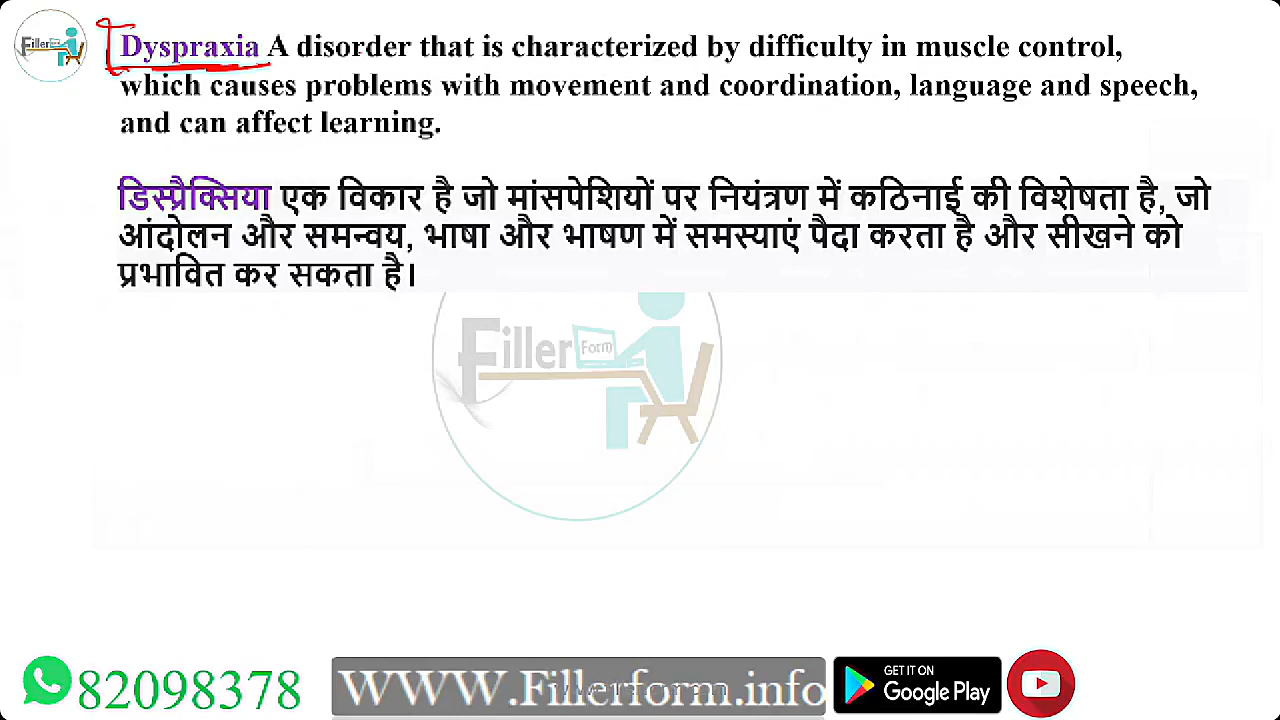 Filler Form
Dyspraxia A disorder that is characterized by difficulty in muscle control,
which causes problems with movement and coordination, language and speech,
and can affect learning.
डिस्प्रैक्सिया एक विकार है जो मांसपेशियों पर नियंत्रण में कठिनाई की विशेषता है, जो
आंदोलन और समन्वय, भाषा और भाषण में समस्याएं पैदा करता है और सीखने को
प्रभावित कर सकता है।
Filler Form
82098378
WWW.Fillerform.info
GET IT ON
Google Play